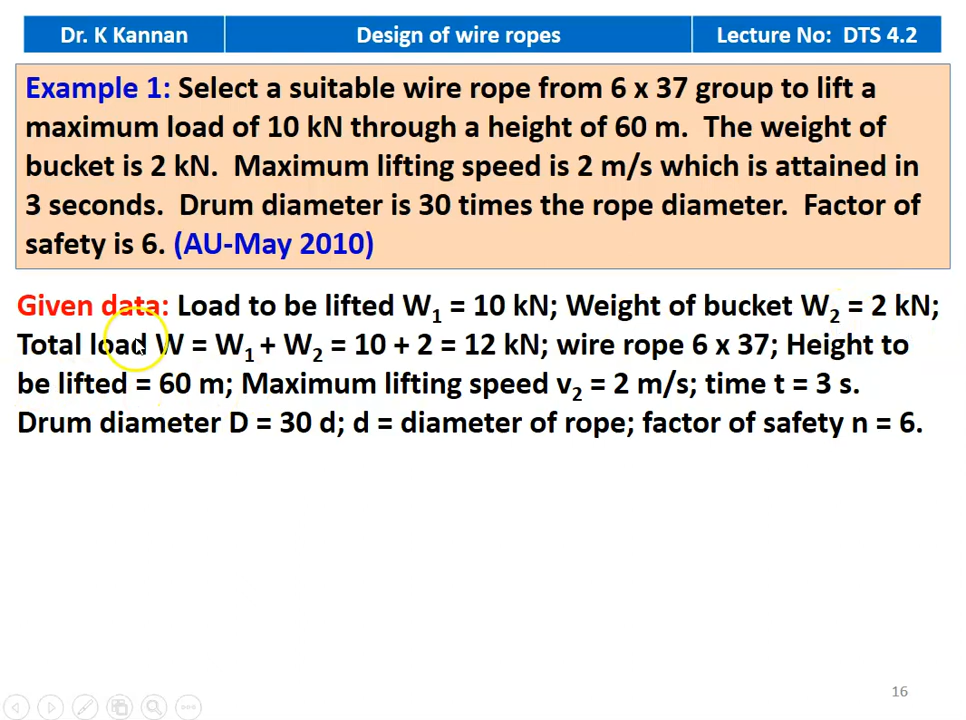 Dr. K Kannan
Design of wire ropes
Lecture No: DTS 4.2
Example 1: Select a suitable wire rope from 6 x 37 group to lift a
maximum load of 10 kN through a height of 60 m. The weight of
bucket is 2 kN. Maximum lifting speed is 2 m/s which is attained in
3 seconds. Drum diameter is 30 times the rope diameter. Factor of
safety is 6. (AU-May 2010)
Given data: Load to be lifted W₁ = 10 kN; Weight of bucket W₂ = 2 kN;
Total load W = W₁ + W₂ = 10 + 2 = 12 kN; wire rope 6 x 37; Height to
be lifted = 60 m; Maximum lifting speed v₂ = 2 m/s; time t = 3 s.
Drum diameter D = 30 d; d = diameter of rope; factor of safety n = 6.
16